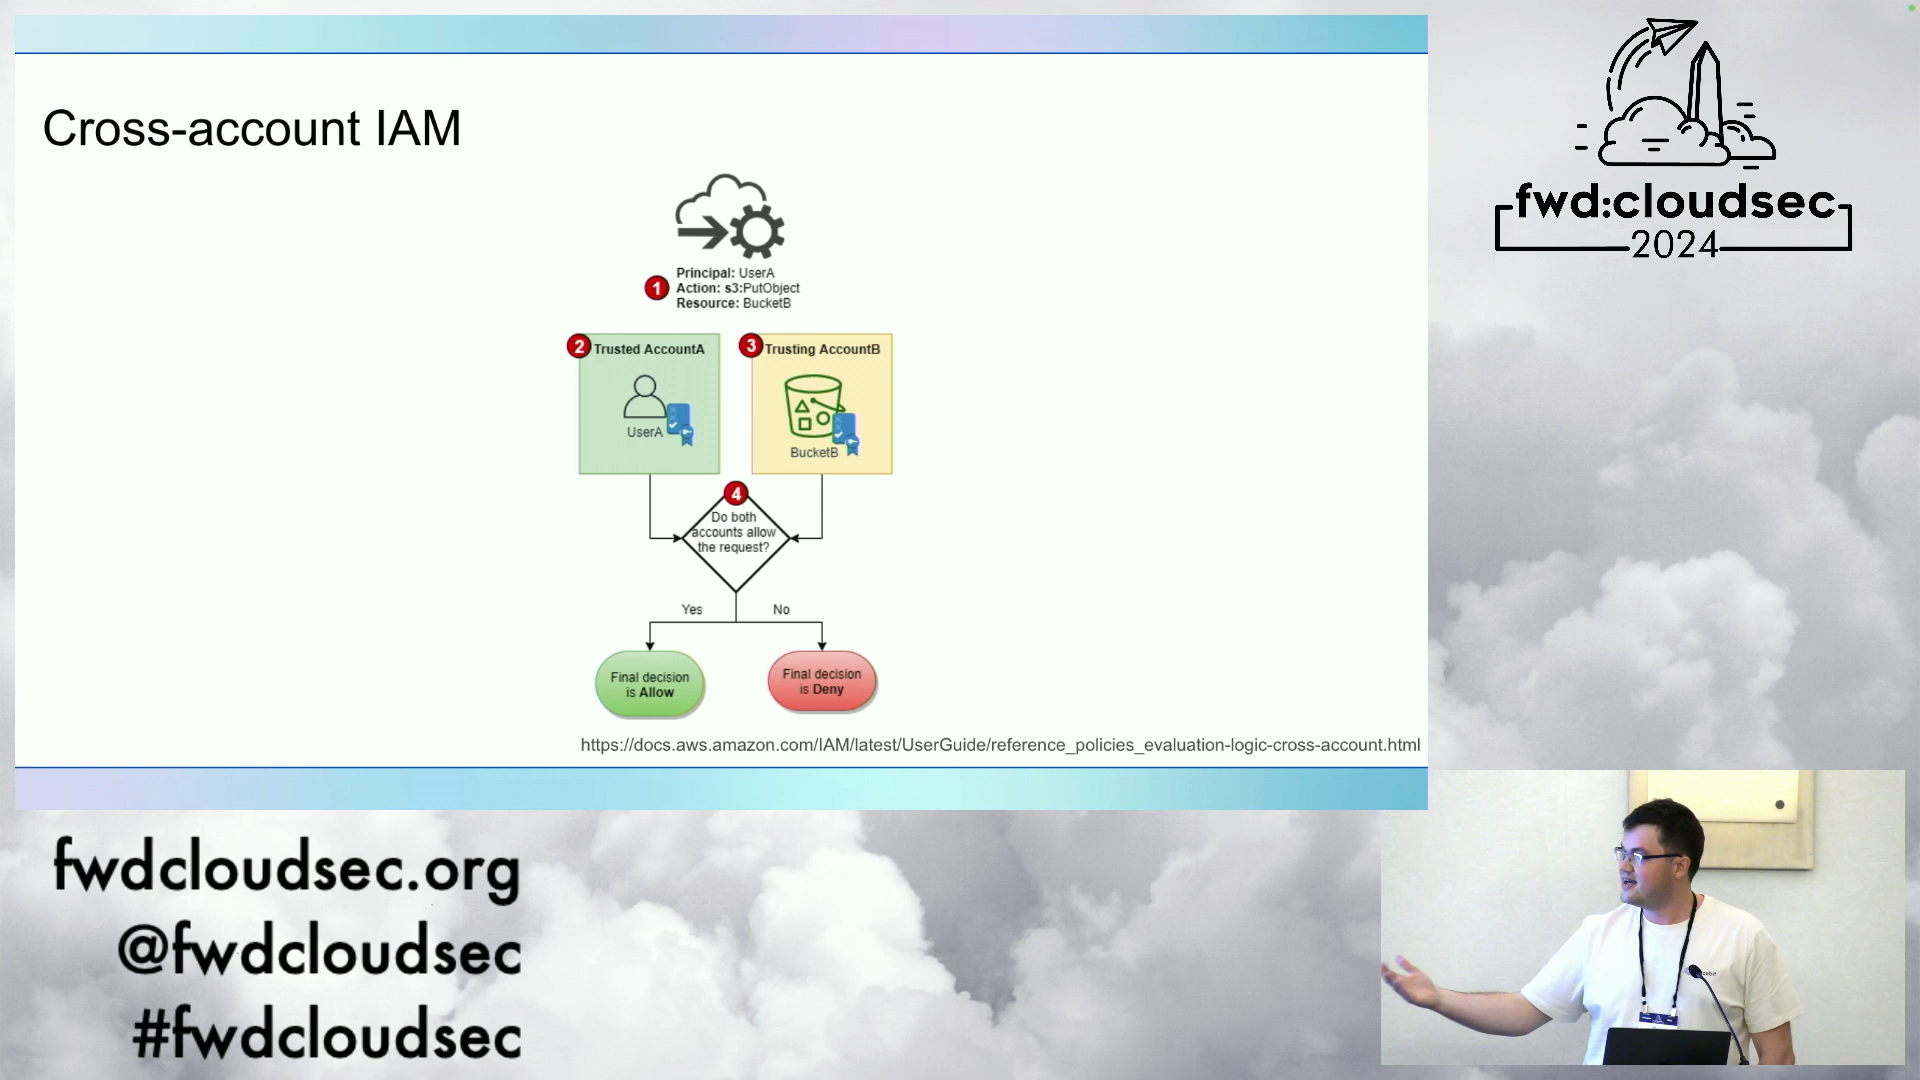 Cross-account IAM
Principal: UserA
1
Action: s3:PutObject
Resource: BucketB
2
Trusted AccountA
3
Trusting AccountB
UserA
BucketB
4
Do both
accounts allow
the request?
Yes
No
Final decision
is Allow
Final decision
is Deny
https://docs.aws.amazon.com/IAM/latest/UserGuide/reference_policies_evaluation-logic-cross-account.html
fwd:cloudsec
2024
fwdcloudsec.org
@fwdcloudsec
#fwdcloudsec